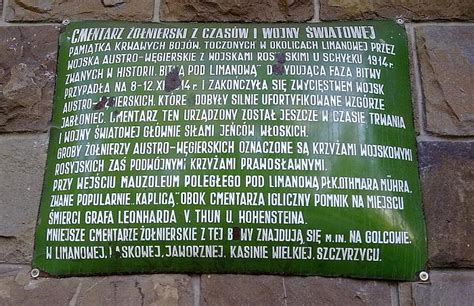 CMENTARZ ŻOŁNIERSKI Z CZASÓW I WOJNY ŚWIATOWEJ
PAMIĄTKA KRWAWYCH BOJÓW, TOCZONYCH W OKOLICACH LIMANOWEJ PRZEZ
WOJSKA AUSTRO-WĘGIERSKIE Z WOJSKAMI ROSYJSKIMI U SCHYŁKU 1914 r.
ZWANYCH W HISTORII „BITWĄ POD LIMANOWĄ” DECYDUJĄCA FAZA BITWY
PRZYPADŁA NA 8-12.XII.1914 r I ZAKOŃCZYŁA SIĘ ZWYCIĘSTWEM WOJSK
AUSTRO-WĘGIERSKICH, KTÓRE ZDOBYŁY SILNIE UFORTYFIKOWANE WZGÓRZE
JABŁONIEC. CMENTARZ TEN URZĄDZONY ZOSTAŁ JESZCZE W CZASIE TRWANIA
I WOJNY ŚWIATOWEJ GŁÓWNIE SIŁAMI JEŃCÓW WŁOSKICH.
GROBY ŻOŁNIERZY AUSTRO-WĘGIERSKICH OZNACZONE SĄ KRZYŻAMI WOJSKOWYMI
ROSYJSKICH ZAŚ PODWÓJNYMI KRZYŻAMI PRAWOSŁAWNYMI.
PRZY WEJŚCIU MAUZOLEUM POLEGŁEGO POD LIMANOWĄ PŁK. OTHMARA MÜHRA,
ZWANE POPULARNIE „KAPLICĄ”. OBOK CMENTARZA IGLICZNY POMNIK NA MIEJSCU
ŚMIERCI GRAFA LEONHARDA V. THUN U. HOHENSTEINA.
MNIEJSZE CMENTARZE ŻOŁNIERSKIE Z TEJ BITWY ZNAJDUJĄ SIĘ M.IN. NA GOLCOWIE,
W LIMANOWEJ, ŁASKOWEJ, JAWORZNEJ, KASINIE WIELKIEJ, SZCZYRZYCU.